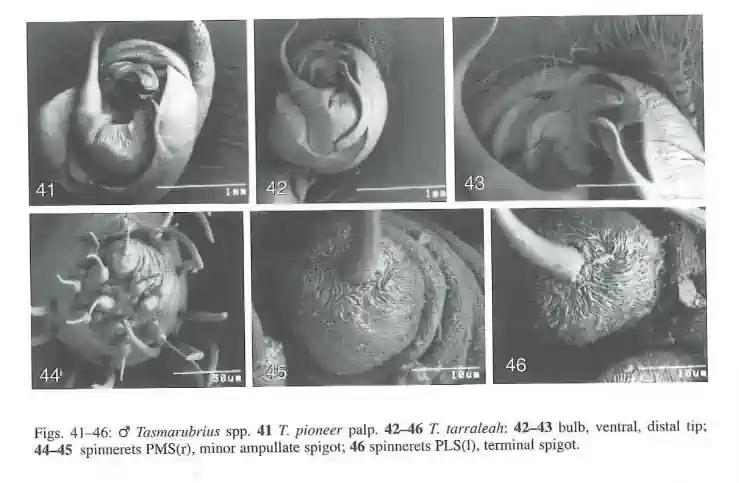 41
1mm
42
1mm
43
44
30um
45
10um
46
10um
Figs. 41–46: ♂ Tasmarubrius spp. 41 T. pioneer palp. 42–46 T. tarraleah: 42–43 bulb, ventral, distal tip;
44–45 spinnerets PMS(r), minor ampullate spigot; 46 spinnerets PLS(l), terminal spigot.